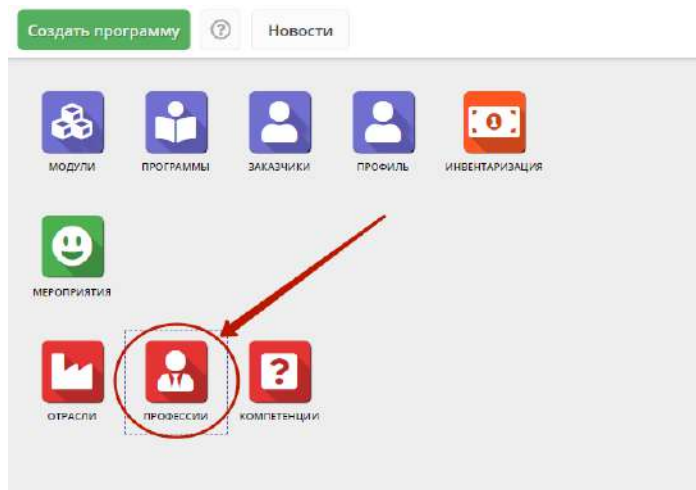 Создать программу ? Новости
МОДУЛИ ПРОГРАММЫ ЗАКАЗЧИКИ ПРОФИЛЬ ИНВЕНТАРИЗАЦИЯ
МЕРОПРИЯТИЯ
ОТРАСЛИ ПРОФЕССИИ КОМПЕТЕНЦИИ